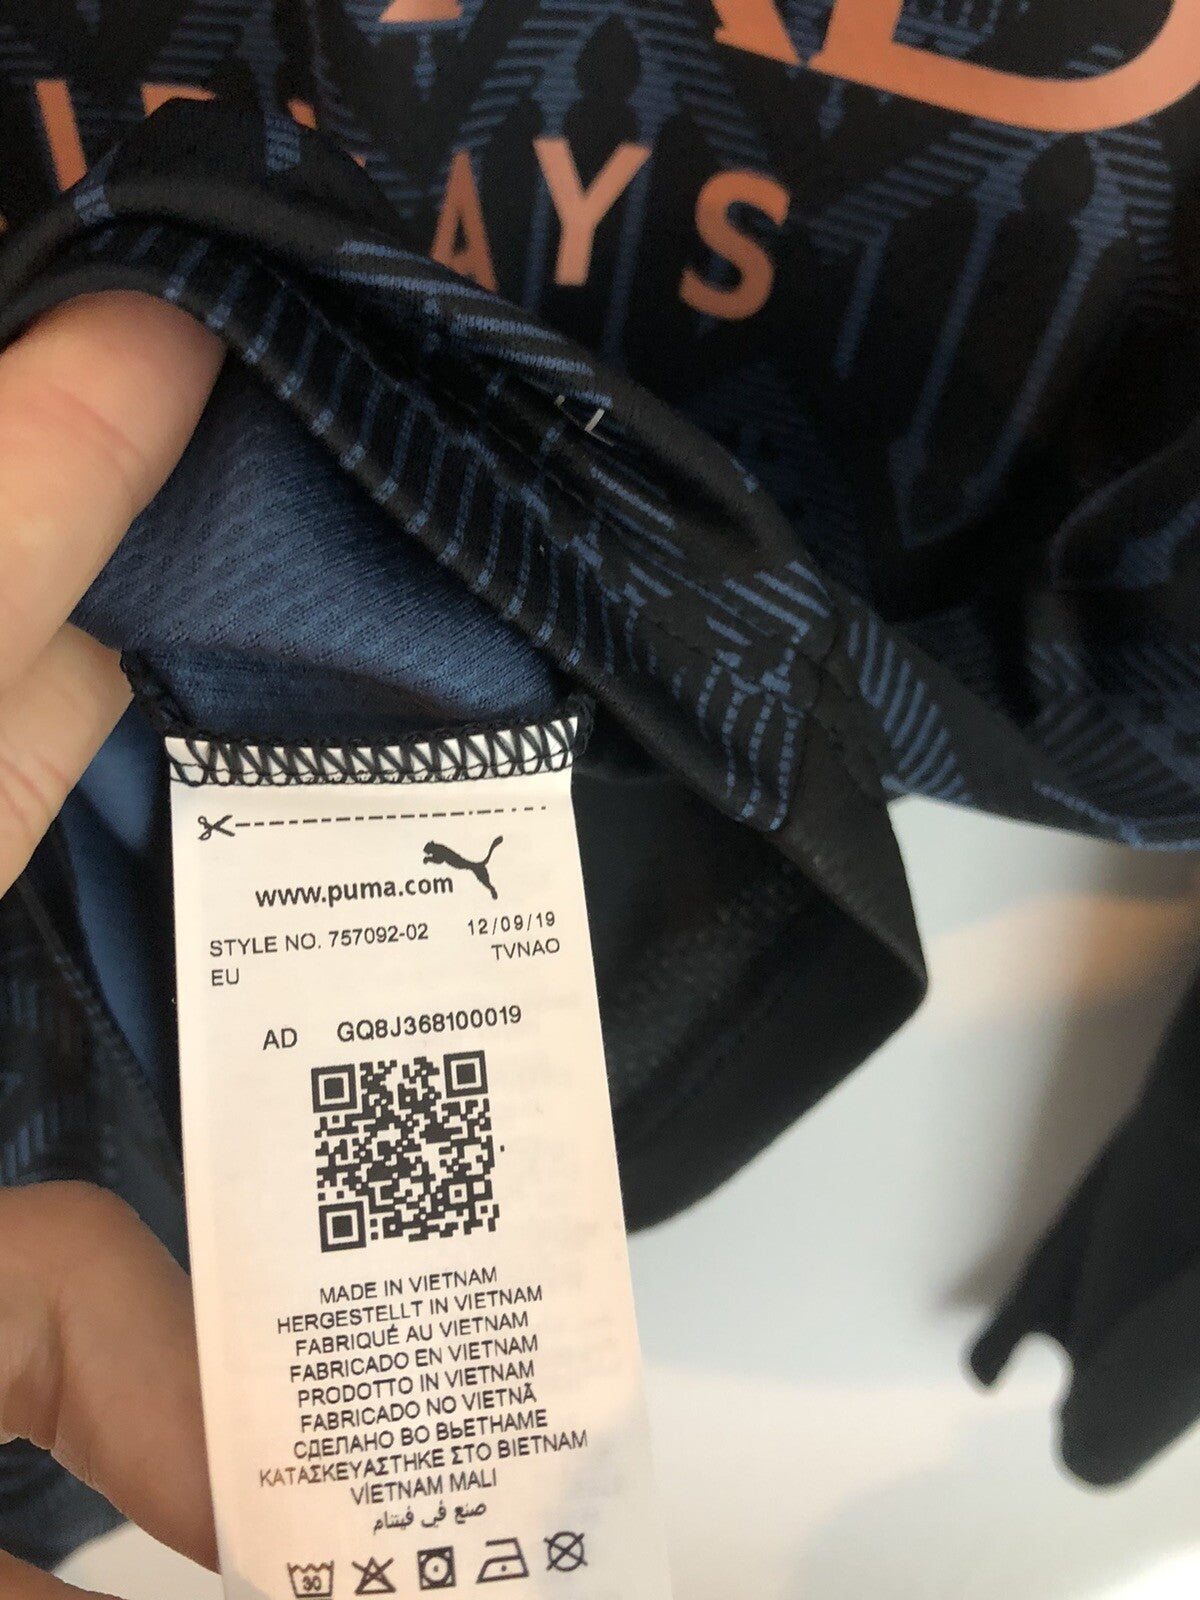 AYS
www.puma.com
STYLE NO. 757092-02 12/09/19
EU TVNAO
AD GQ8J368100019
MADE IN VIETNAM
HERGESTELLT IN VIETNAM
FABRIQUÉ AU VIETNAM
FABRICADO EN VIETNAM
PRODOTTO IN VIETNAM
FABRICADO NO VIETNÃ
СДЕЛАНО ВО ВЬЕТНАМЕ
ΚΑΤΑΣΚΕΥΑΣΤΗΚΕ ΣΤΟ ΒΙΕΤΝΑΜ
VİETNAM MALI
صنع في فيتنام
30